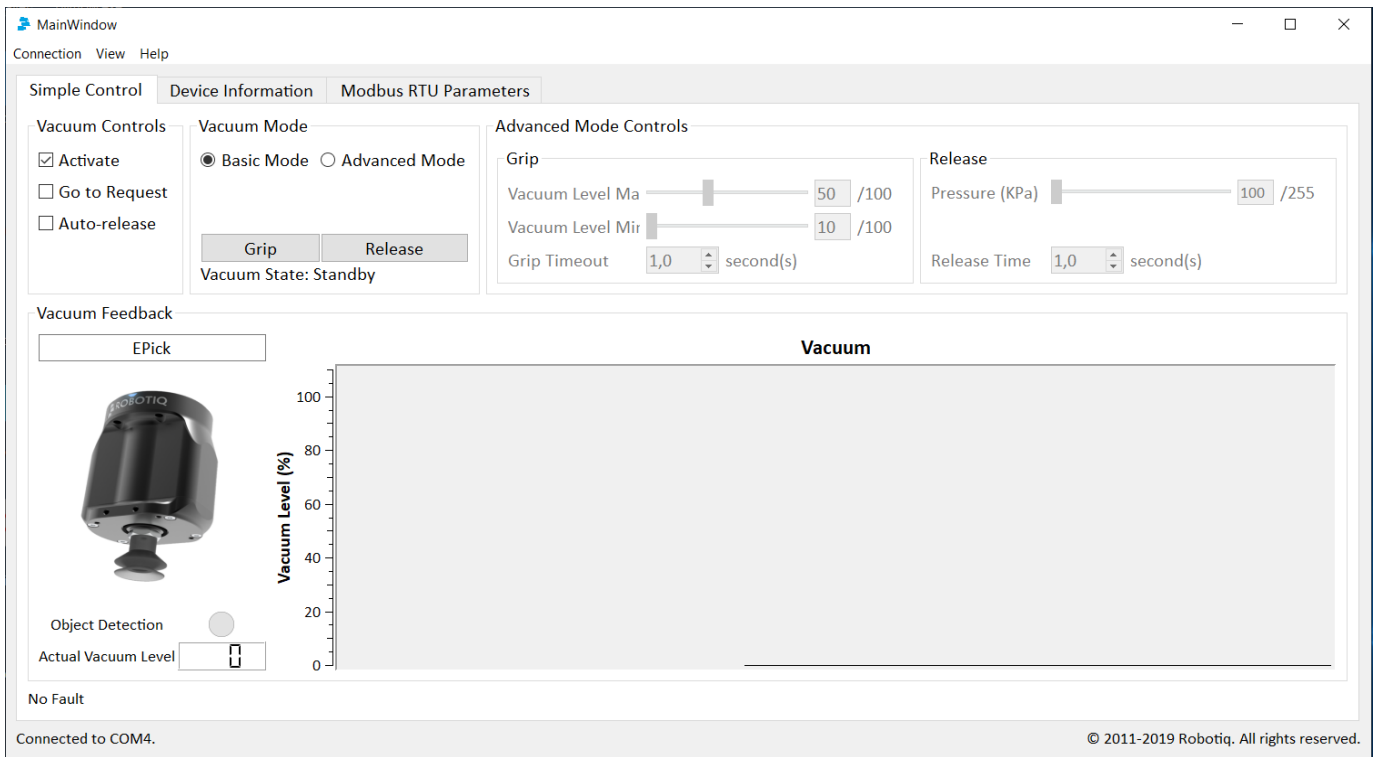 MainWindow
Connection View Help
Simple Control Device Information Modbus RTU Parameters
Vacuum Controls
Activate
Go to Request
Auto-release
Vacuum Mode
Basic Mode Advanced Mode
Grip Release
Vacuum State: Standby
Advanced Mode Controls
Grip
Vacuum Level Ma 50 /100
Vacuum Level Mir 10 /100
Grip Timeout 1,0 second(s)
Release
Pressure (KPa) 100 /255
Release Time 1,0 second(s)
Vacuum Feedback
EPick
ROBOTIQ
Object Detection
Actual Vacuum Level 0
Vacuum
Vacuum Level (%)
100
80
60
40
20
0
No Fault
Connected to COM4.
© 2011-2019 Robotiq. All rights reserved.